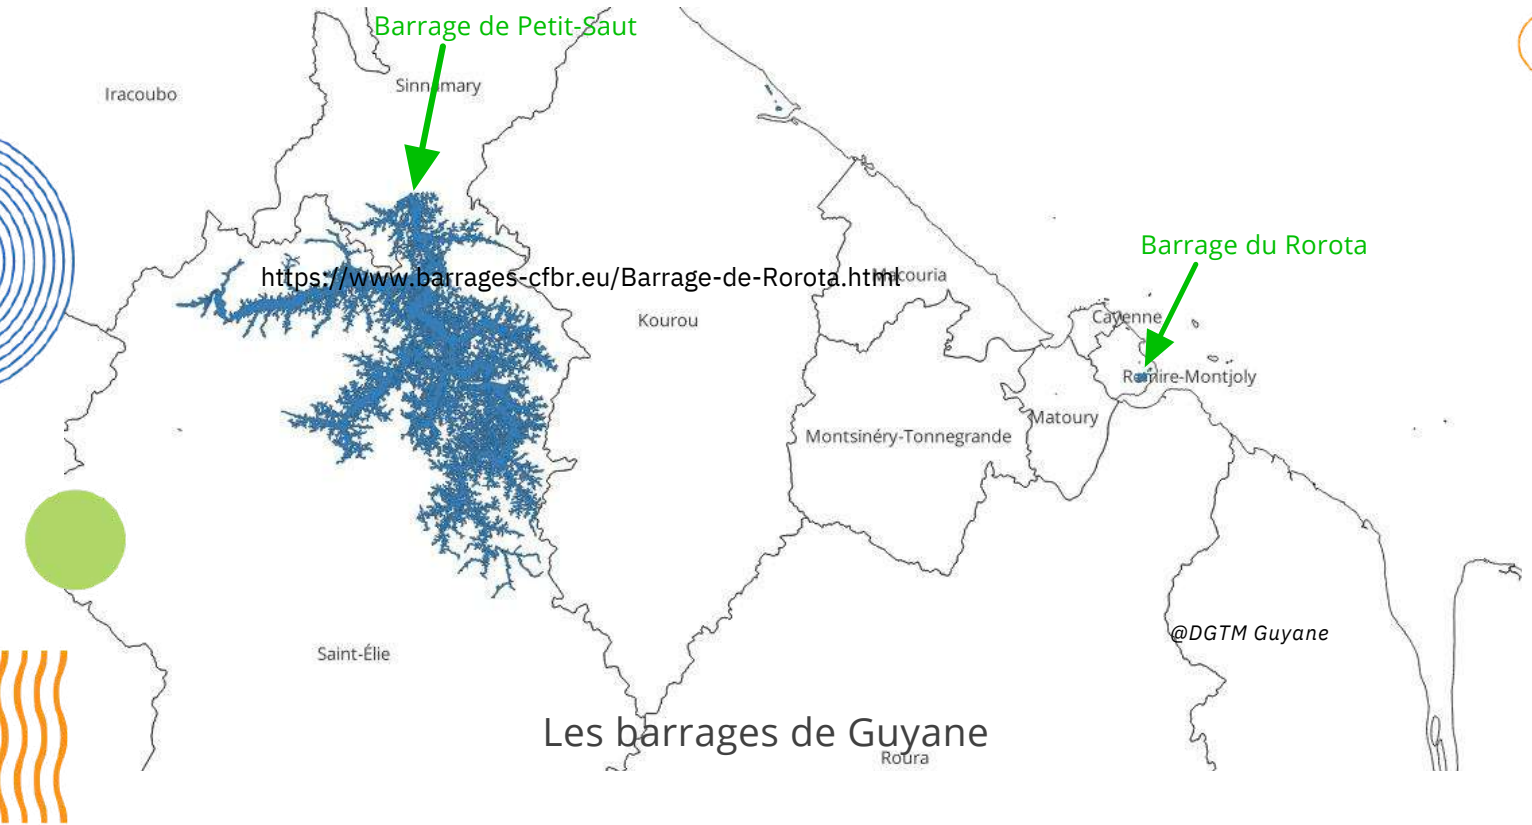 Barrage de Petit-Saut
Sinnamary
Iracoubo
Barrage du Rorota
https://www.barrages-cfbr.eu/Barrage-de-Rorota.html
Macouria
Kourou
Cayenne
Remire-Montjoly
Matoury
Montsinéry-Tonnegrande
@DGTM Guyane
Saint-Élie
Les barrages de Guyane
Roura